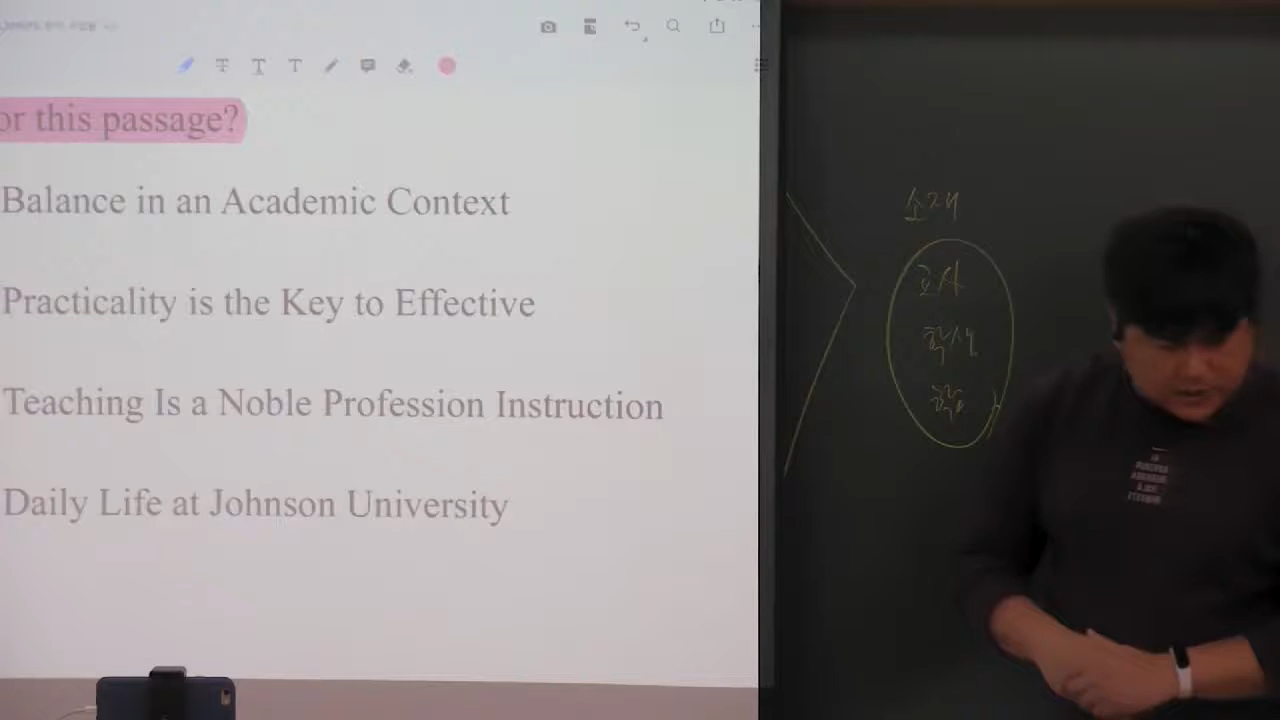 or this passage?
Balance in an Academic Context
Practicality is the Key to Effective
Teaching Is a Noble Profession Instruction
Daily Life at Johnson University
소재
교사
학생